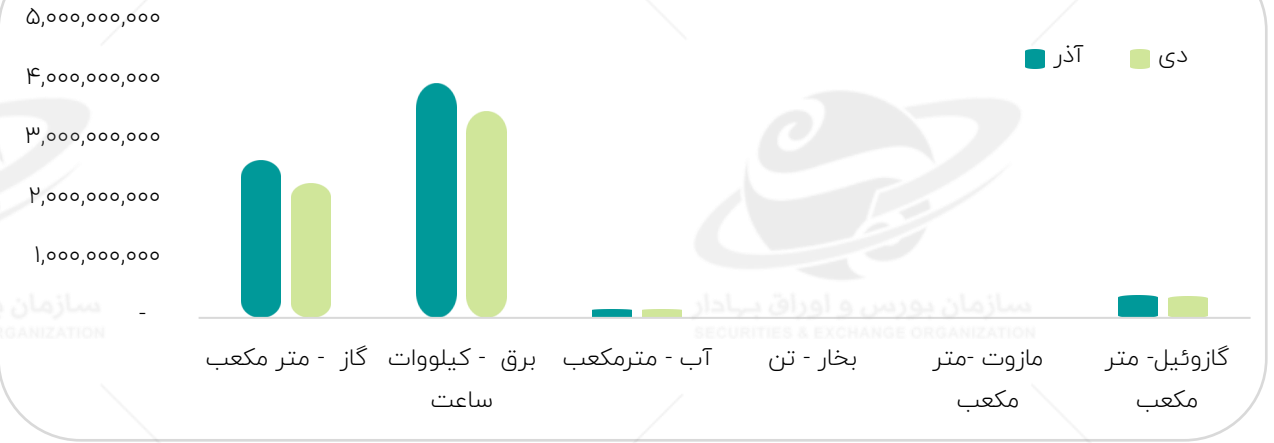 ۵,۰۰۰,۰۰۰,۰۰۰
۴,۰۰۰,۰۰۰,۰۰۰
۳,۰۰۰,۰۰۰,۰۰۰
۲,۰۰۰,۰۰۰,۰۰۰
۱,۰۰۰,۰۰۰,۰۰۰
-
آذر
دی
گاز - متر مکعب
برق - کیلووات
ساعت
آب - مترمکعب
بخار - تن
مازوت -متر
مکعب
گازوئیل- متر
مکعب
سازمان بورس و اوراق بهادار
SECURITIES & EXCHANGE ORGANIZATION
سازمان
ORGANIZATION